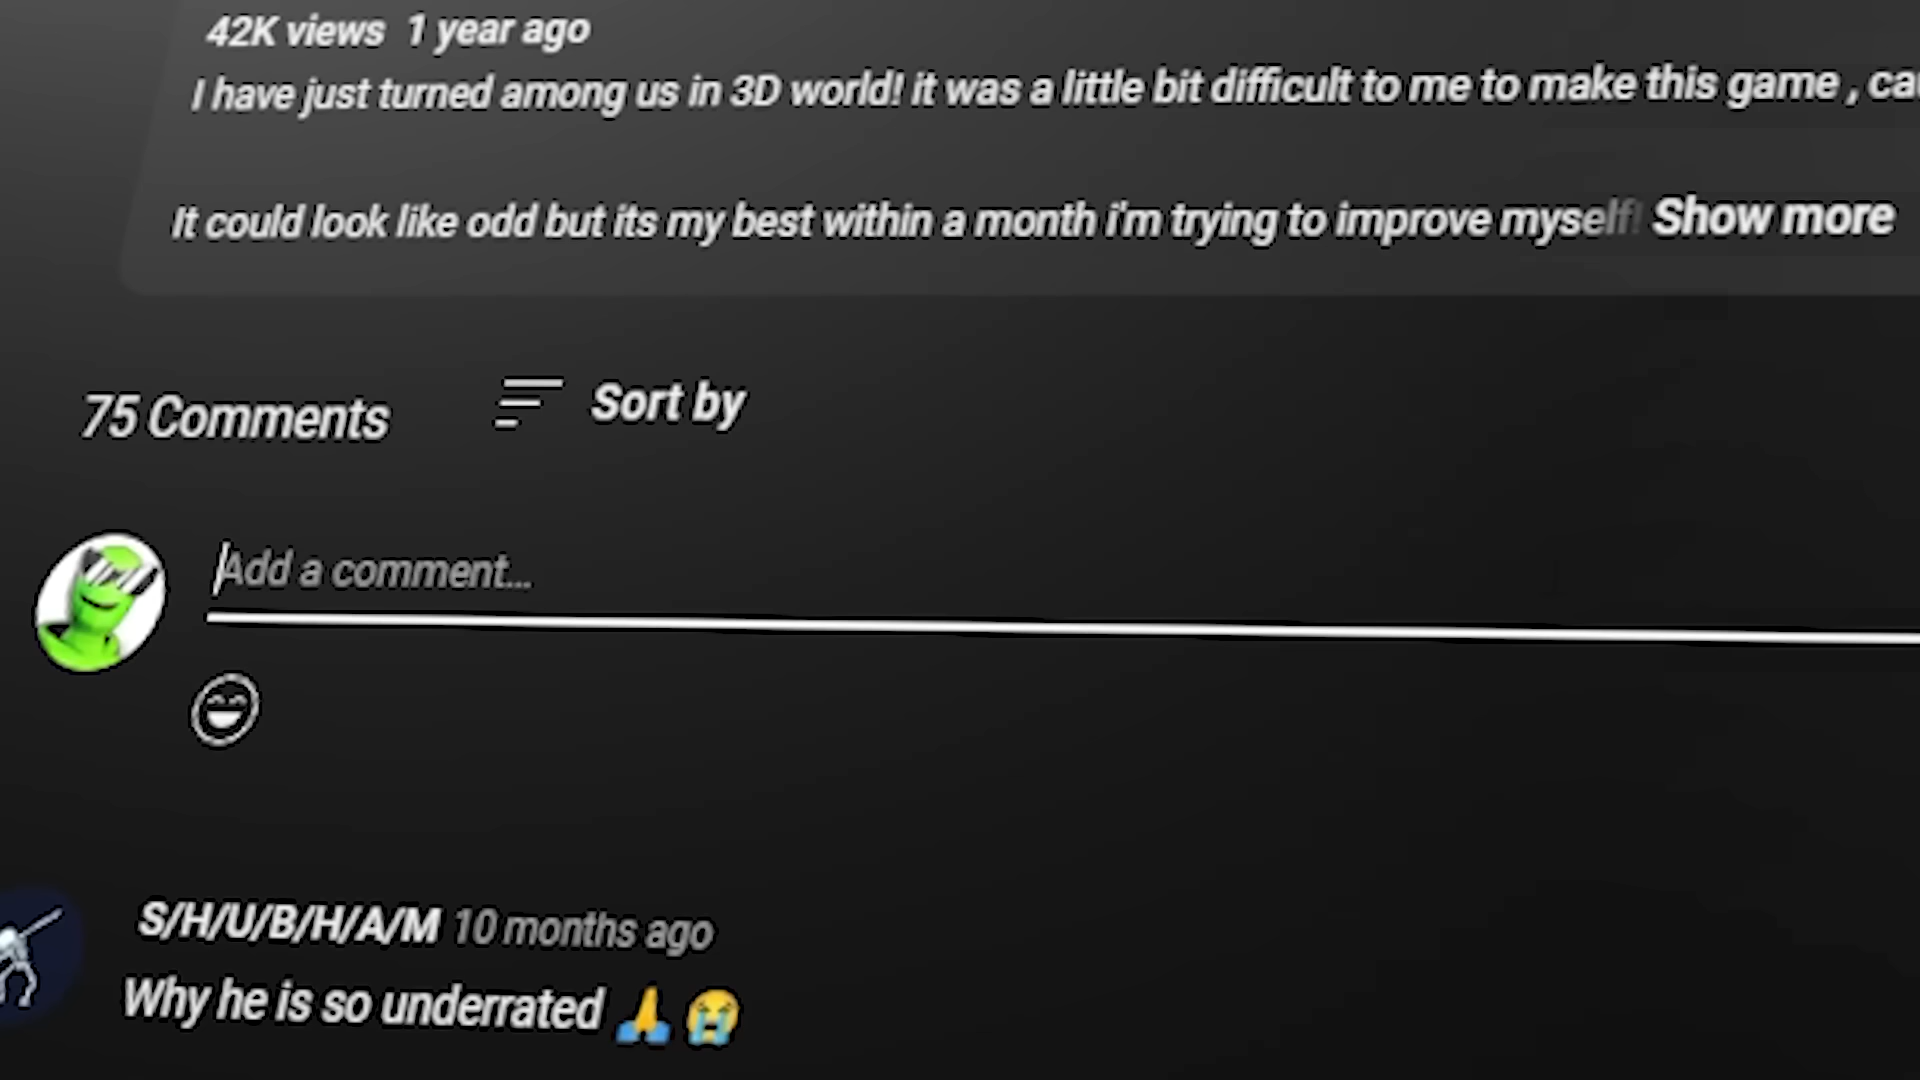 42K views 1 year ago
I have just turned among us in 3D world! it was a little bit difficult to me to make this game ,
It could look like odd but its my best within a month i'm trying to improve myself! Show more
75 Comments Sort by
Add a comment...
S/H/U/B/H/A/M 10 months ago
Why he is so underrated 🙏 😭